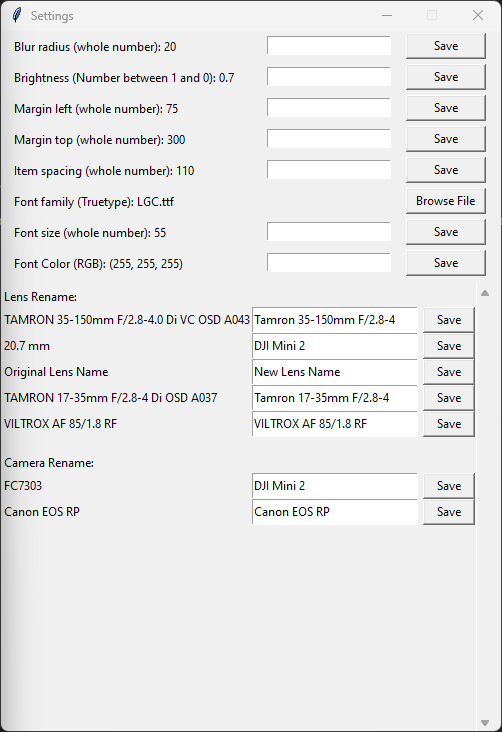 Settings
Blur radius (whole number): 20 Save
Brightness (Number between 1 and 0): 0.7 Save
Margin left (whole number): 75 Save
Margin top (whole number): 300 Save
Item spacing (whole number): 110 Save
Font family (Truetype): LGC.ttf Browse File
Font size (whole number): 55 Save
Font Color (RGB): (255, 255, 255) Save
Lens Rename:
TAMRON 35-150mm F/2.8-4.0 Di VC OSD A043 Tamron 35-150mm F/2.8-4 Save
20.7 mm DJI Mini 2 Save
Original Lens Name New Lens Name Save
TAMRON 17-35mm F/2.8-4 Di OSD A037 Tamron 17-35mm F/2.8-4 Save
VILTROX AF 85/1.8 RF VILTROX AF 85/1.8 RF Save
Camera Rename:
FC7303 DJI Mini 2 Save
Canon EOS RP Canon EOS RP Save